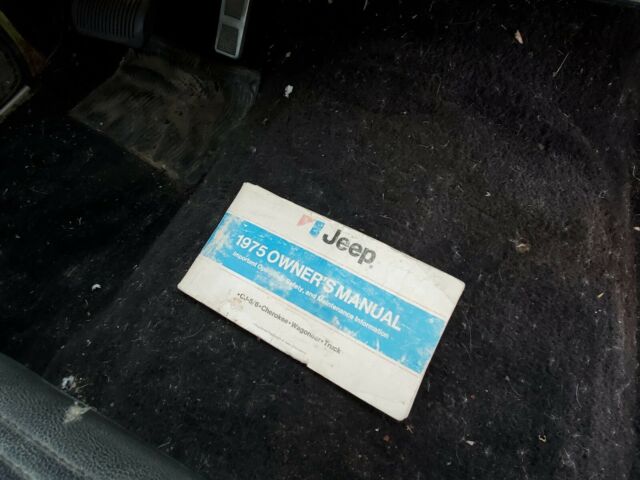 Jeep
1975 OWNER'S MANUAL
Important Operating, Safety, and Maintenance Information
•CJ-5/6•Cherokee•Wagoneer•Truck